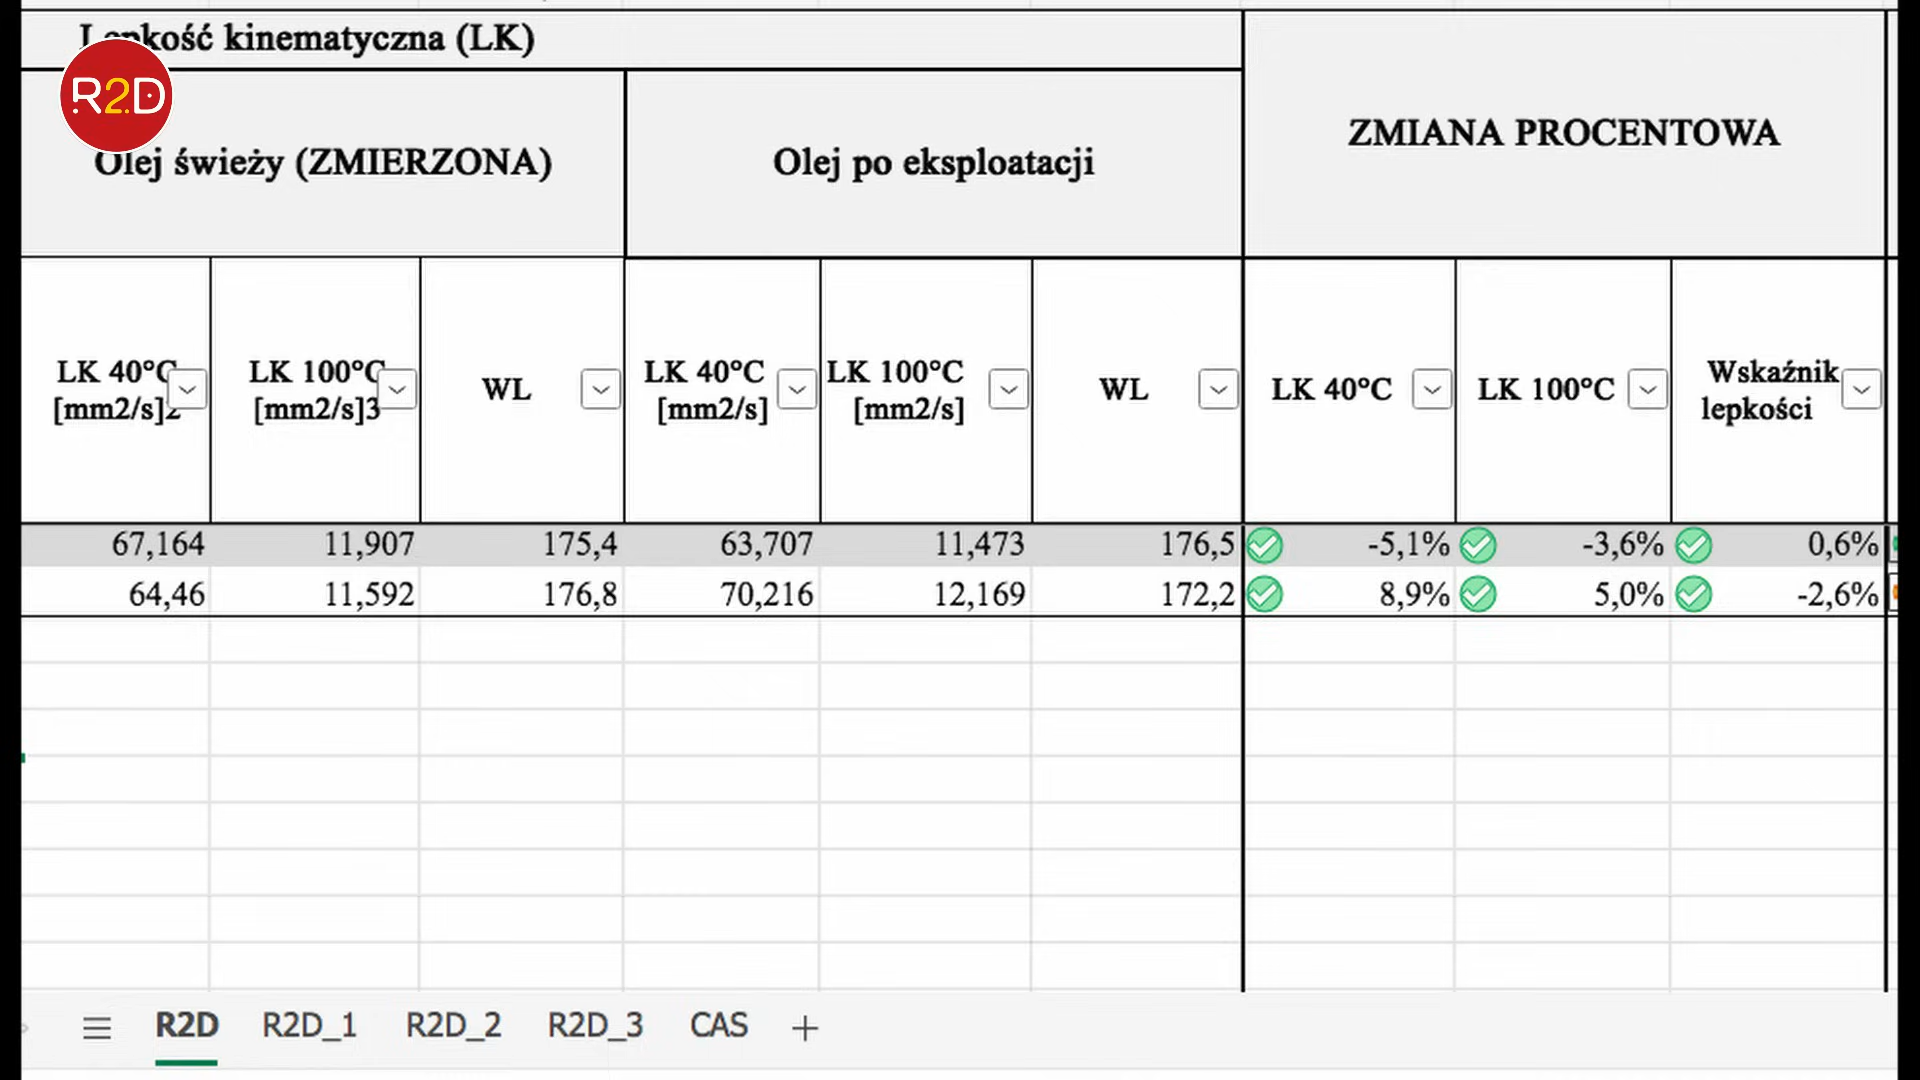 Lepkość kinematyczna (LK)
R2D
Olej świeży (ZMIERZONA)
Olej po eksploatacji
ZMIANA PROCENTOWA
LK 40°C
[mm2/s]2
LK 100°C
[mm2/s]3
WL
LK 40°C
[mm2/s]
LK 100°C
[mm2/s]
WL
LK 40°C
LK 100°C
Wskaźnik
lepkości
67,164 11,907 175,4 63,707 11,473 176,5 -5,1% -3,6% 0,6%
64,46 11,592 176,8 70,216 12,169 172,2 8,9% 5,0% -2,6%
R2D R2D_1 R2D_2 R2D_3 CAS